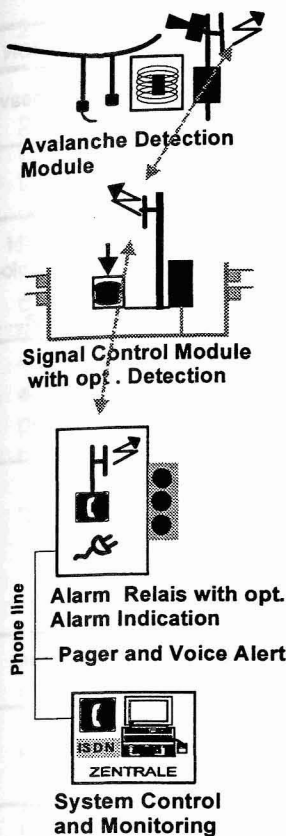 Avalanche Detection
Module
Signal Control Module
with opt . Detection
Alarm Relais with opt.
Alarm Indication
Phone line
Pager and Voice Alert
ISDN
ZENTRALE
System Control
and Monitoring